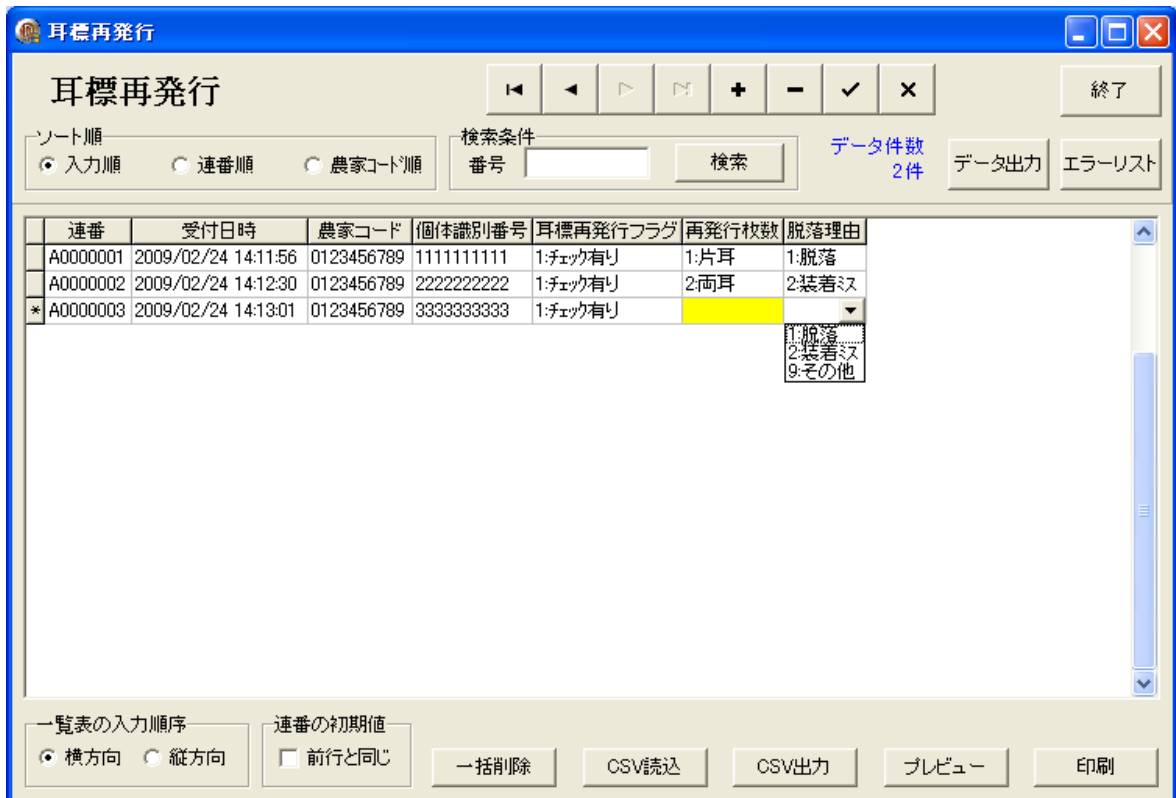 耳標再発行
耳標再発行
終了
ソート順
入力順 連番順 農家コード順
検索条件
番号 検索
データ件数
2件
データ出力 エラーリスト
連番 受付日時 農家コード 個体識別番号 耳標再発行フラグ 再発行枚数 脱落理由
A0000001 2009/02/24 14:11:56 0123456789 1111111111 1:ﾁｪｯｸ有り 1:片耳 1:脱落
A0000002 2009/02/24 14:12:30 0123456789 2222222222 1:ﾁｪｯｸ有り 2:両耳 2:装着ﾐｽ
* A0000003 2009/02/24 14:13:01 0123456789 3333333333 1:ﾁｪｯｸ有り
1:脱落
2:装着ﾐｽ
9:その他
一覧表の入力順序
横方向 縦方向
連番の初期値
前行と同じ
一括削除 CSV読込 CSV出力 プレビュー 印刷